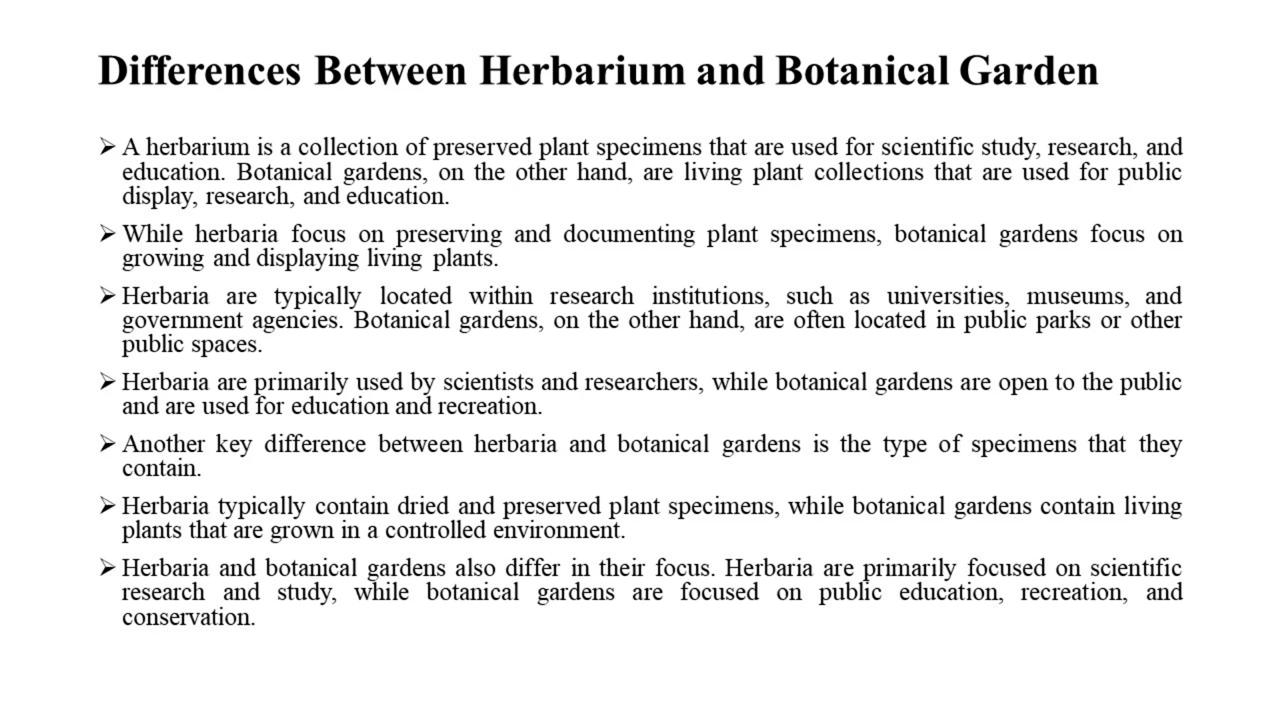 Differences Between Herbarium and Botanical Garden
➢ A herbarium is a collection of preserved plant specimens that are used for scientific study, research, and
education. Botanical gardens, on the other hand, are living plant collections that are used for public
display, research, and education.
➢ While herbaria focus on preserving and documenting plant specimens, botanical gardens focus on
growing and displaying living plants.
➢ Herbaria are typically located within research institutions, such as universities, museums, and
government agencies. Botanical gardens, on the other hand, are often located in public parks or other
public spaces.
➢ Herbaria are primarily used by scientists and researchers, while botanical gardens are open to the public
and are used for education and recreation.
➢ Another key difference between herbaria and botanical gardens is the type of specimens that they
contain.
➢ Herbaria typically contain dried and preserved plant specimens, while botanical gardens contain living
plants that are grown in a controlled environment.
➢ Herbaria and botanical gardens also differ in their focus. Herbaria are primarily focused on scientific
research and study, while botanical gardens are focused on public education, recreation, and
conservation.